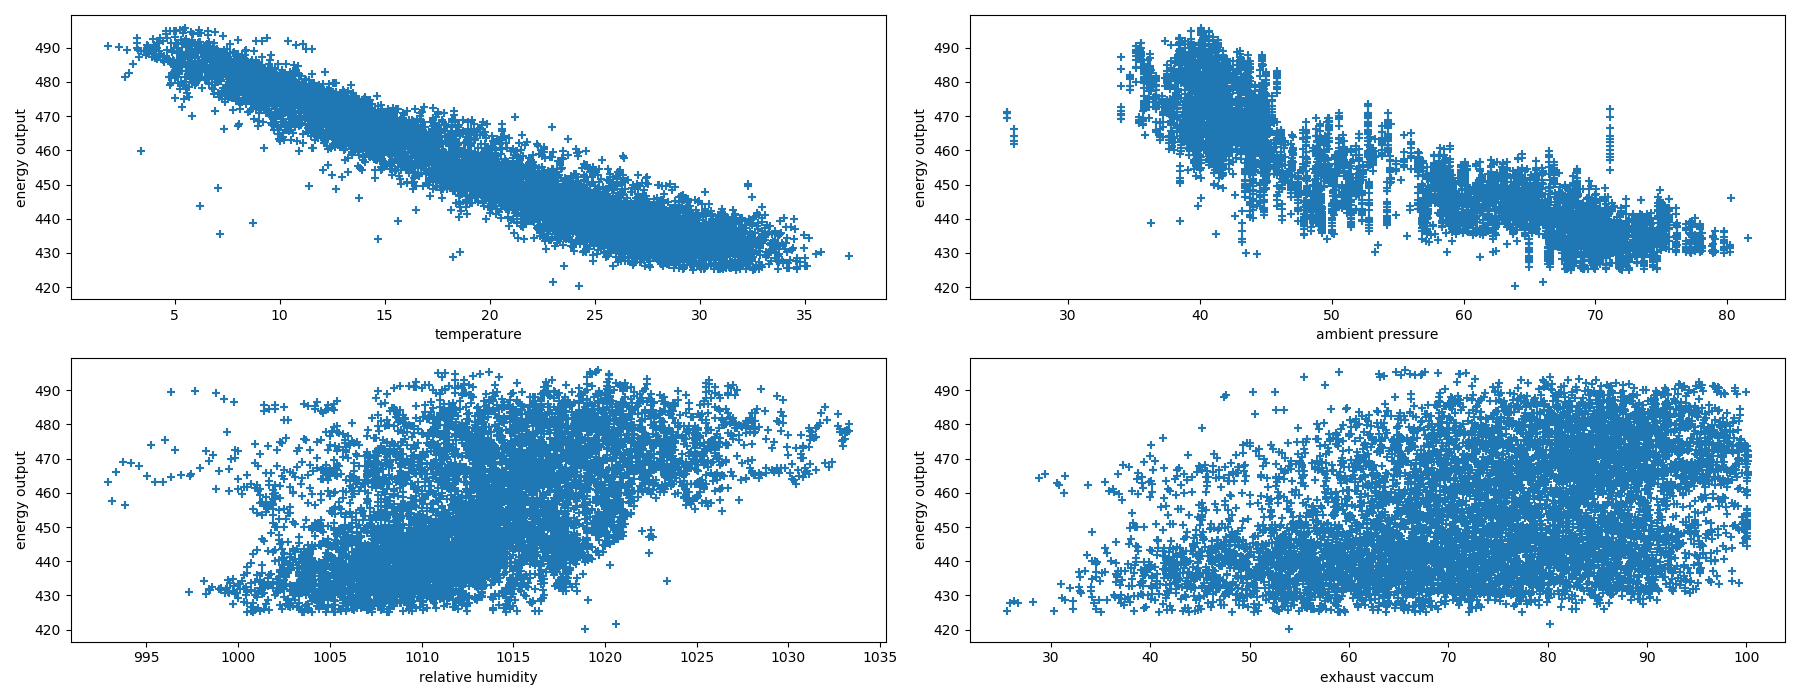 490
480
470
460
450
440
430
420
energy output
5 10 15 20 25 30 35
temperature
490
480
470
460
450
440
430
420
energy output
30 40 50 60 70 80
ambient pressure
490
480
470
460
450
440
430
420
energy output
995 1000 1005 1010 1015 1020 1025 1030 1035
relative humidity
490
480
470
460
450
440
430
420
energy output
30 40 50 60 70 80 90 100
exhaust vaccum